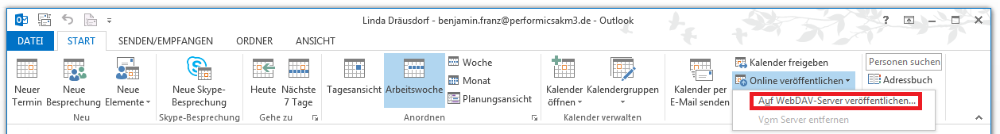 Linda Dräusdorf - benjamin.franz@performicsakm3.de - Outlook
DATEI START SENDEN/EMPFANGEN ORDNER ANSICHT
Neuer Termin
Neue Besprechung
Neue Elemente
Neu
Neue Skype-Besprechung
Skype-Besprechung
Heute
Nächste 7 Tage
Gehe zu
Tagesansicht
Arbeitswoche
Woche
Monat
Planungsansicht
Anordnen
Kalender öffnen
Kalendergruppen
Kalender verwalten
Kalender per E-Mail senden
Kalender freigeben
Online veröffentlichen
Auf WebDAV-Server veröffentlichen...
Vom Server entfernen
Personen suchen
Adressbuch